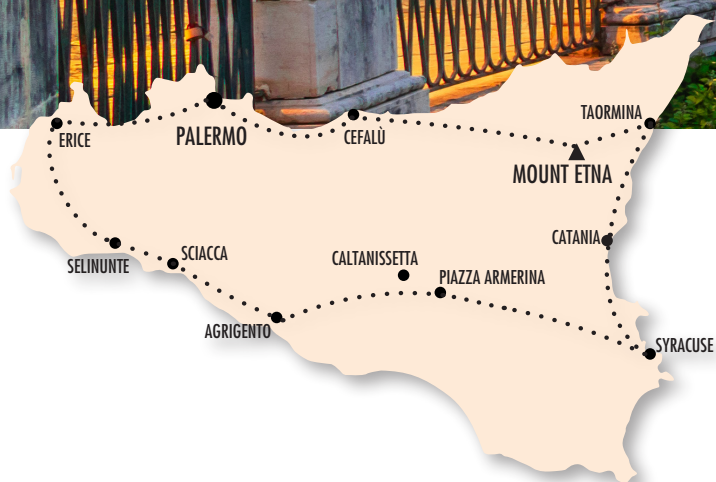 TAORMINA
ERICE
PALERMO
CEFALÙ
MOUNT ETNA
CATANIA
SCIACCA
SELINUNTE
CALTANISSETTA
PIAZZA ARMERINA
AGRIGENTO
SYRACUSE